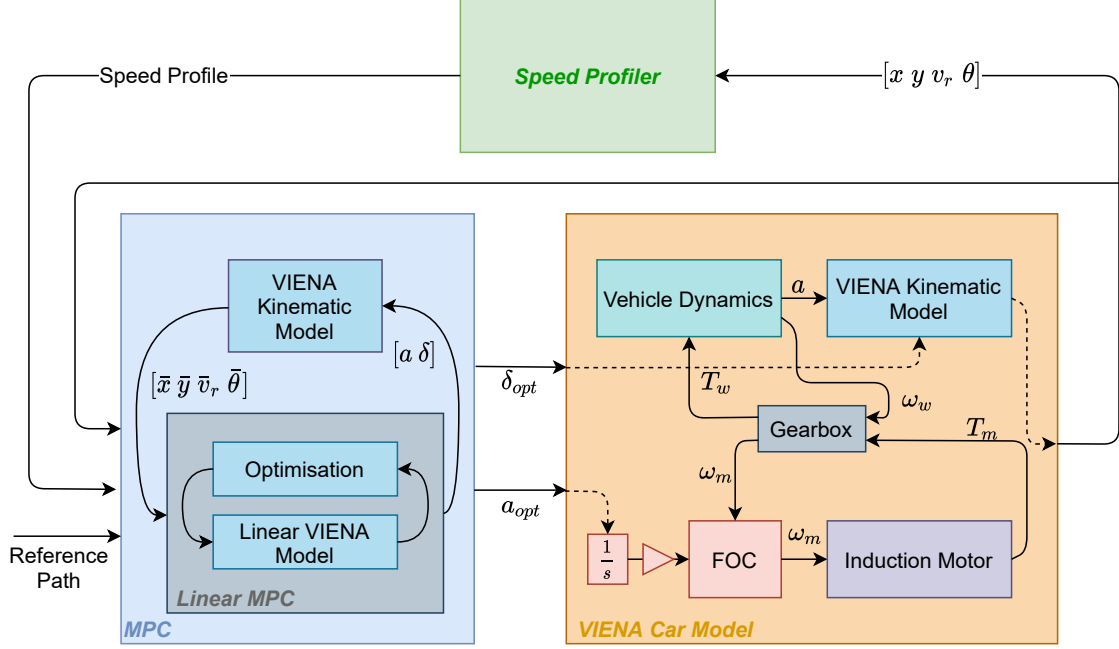 Speed Profile
Speed Profiler
[x y v_r θ]
VIENA
Kinematic
Model
[a δ]
[x̄ ȳ v̄_r θ̄]
Optimisation
Linear VIENA
Model
Linear MPC
MPC
Reference
Path
δ_opt
a_opt
Vehicle Dynamics
a
VIENA Kinematic
Model
T_w
ω_w
Gearbox
T_m
ω_m
1
s
FOC
ω_m
Induction Motor
VIENA Car Model